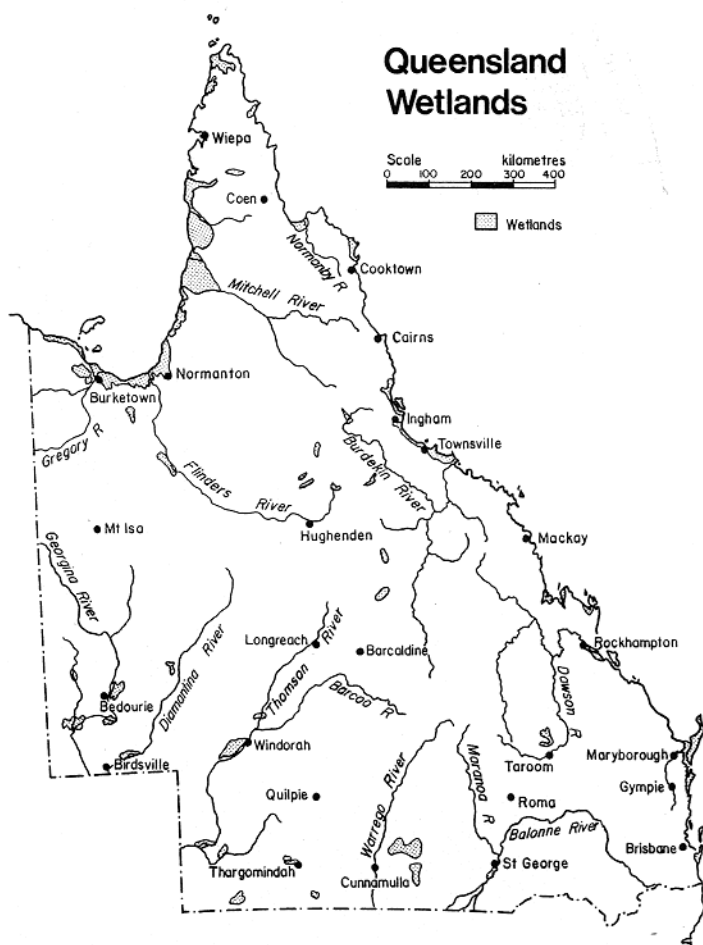 Queensland
Wetlands
Scale kilometres
0 100 200 300 400
Wetlands
Wiepa
Coen
Normanby R
Cooktown
Mitchell River
Cairns
Normanton
Burketown
Ingham
Gregory R
Townsville
Burdekin River
Flinders River
Mt Isa
Hughenden
Mackay
Georgina River
Longreach
Thomson River
Barcaldine
Rockhampton
Diamantina River
Dawson R
Bedourie
Barcoo R
Windorah
Maryborough
Taroom
Birdsville
Gympie
Quilpie
Warrego River
Maranoa R
Roma
Balonne River
Brisbane
St George
Thargomindah
Cunnamulla